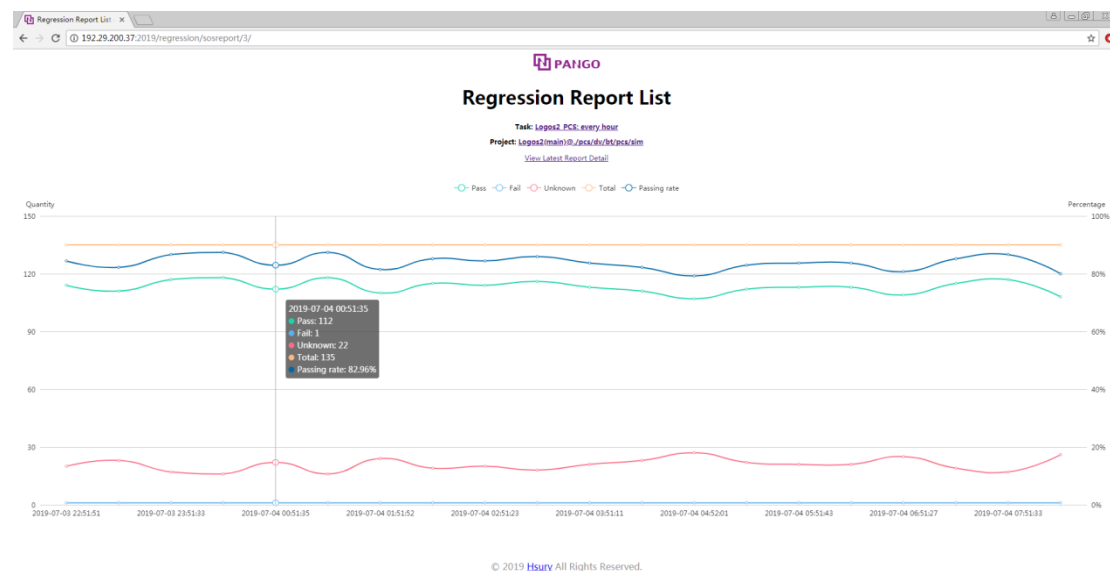 Regression Report List
192.29.200.37:2019/regression/sosreport/3/
PANGO
Regression Report List
Task: Logos2_PCS: every hour
Project: Logos2(main)@./pcs/dv/bt/pcs/sim
View Latest Report Detail
Pass Fail Unknown Total Passing rate
Quantity Percentage
150 100%
120 80%
2019-07-04 00:51:35
Pass: 112
Fail: 1
Unknown: 22
Total: 135
Passing rate: 82.96%
90 60%
60 40%
30 20%
0 0%
2019-07-03 22:51:51 2019-07-03 23:51:33 2019-07-04 00:51:35 2019-07-04 01:51:52 2019-07-04 02:51:23 2019-07-04 03:51:11 2019-07-04 04:52:01 2019-07-04 05:51:43 2019-07-04 06:51:27 2019-07-04 07:51:33
© 2019 Hsury All Rights Reserved.